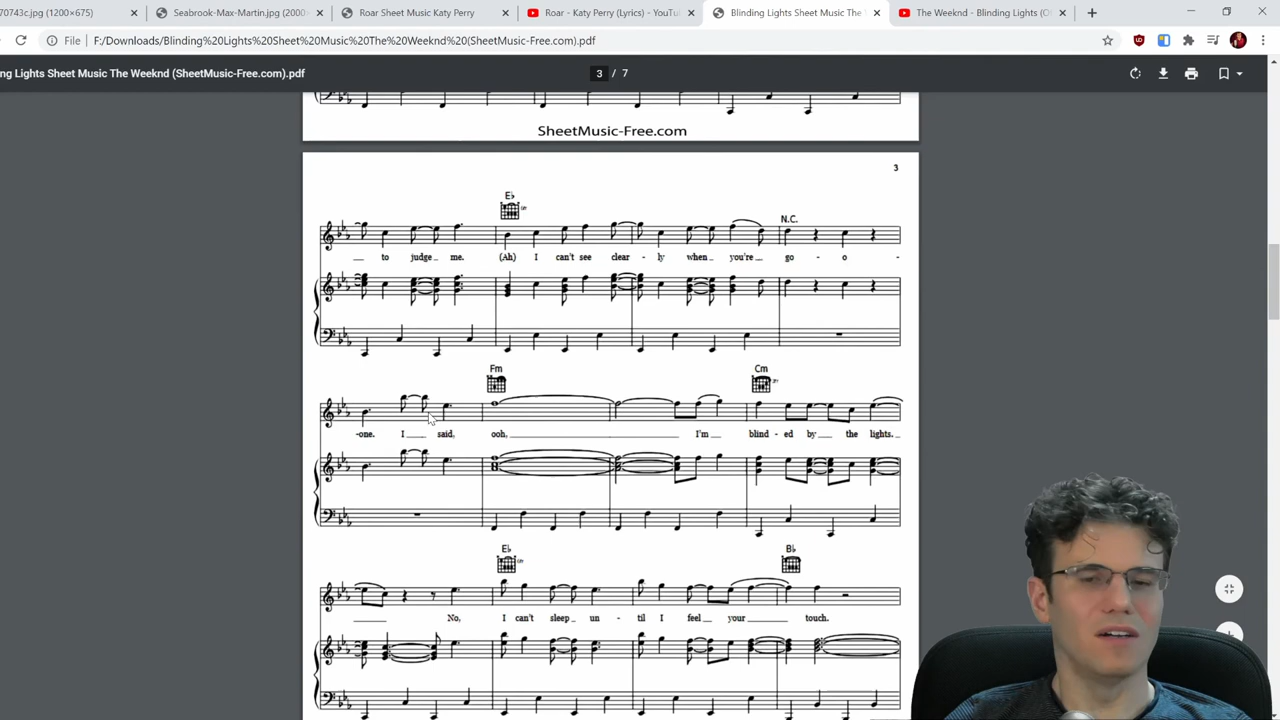 70743c.jpg (1200×675)
Seabrook-Max-Martin.jpg (2000×
Roar Sheet Music Katy Perry
Roar - Katy Perry (Lyrics) - YouTu
Blinding Lights Sheet Music The
The Weeknd - Blinding Lights (O
File
F:/Downloads/Blinding%20Lights%20Sheet%20Music%20The%20Weeknd%20(SheetMusic-Free.com).pdf
ng Lights Sheet Music The Weeknd (SheetMusic-Free.com).pdf
3 / 7
SheetMusic-Free.com
3
E♭
N.C.
to judge me. (Ah) I can't see clear - ly when you're go - o -
Fm
Cm
-one. I said, ooh, I'm blind - ed by the lights.
E♭
B♭
No, I can't sleep un - til I feel your touch.